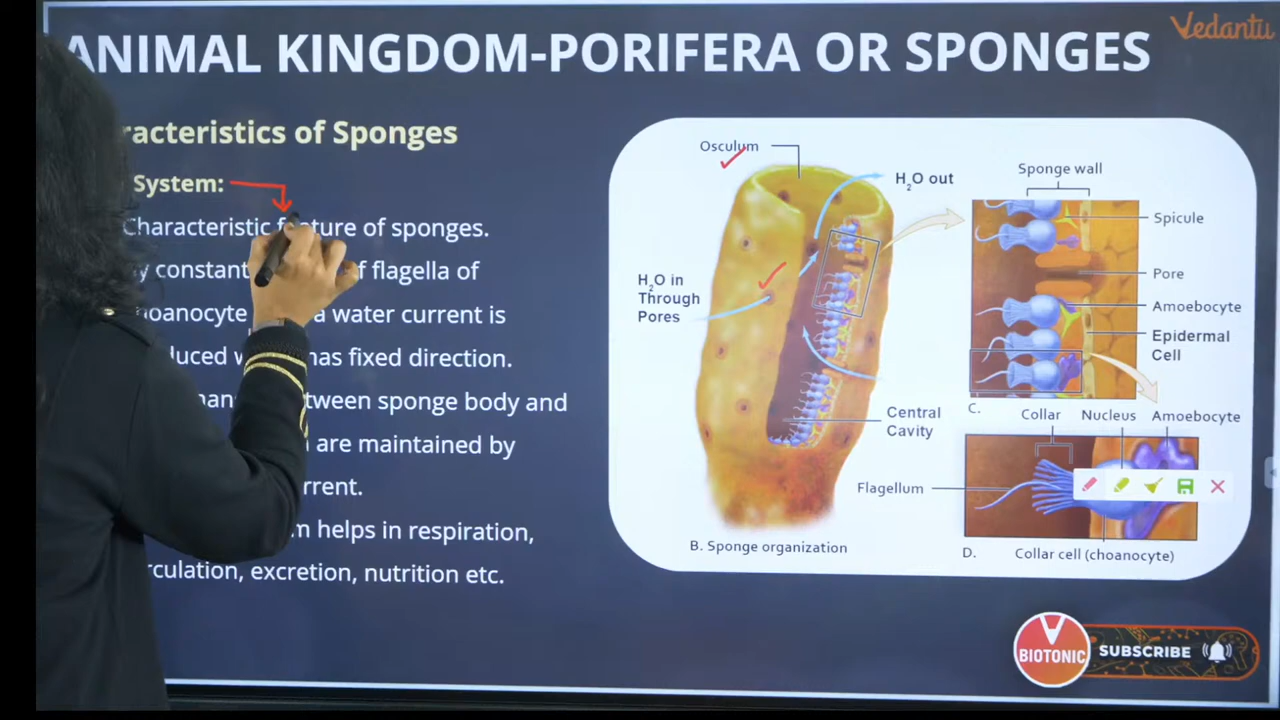 Vedantu
ANIMAL KINGDOM-PORIFERA OR SPONGES
racteristics of Sponges
System:
Characteristic feature of sponges.
y constant f flagella of
oanocyte a water current is
duced w has fixed direction.
tween sponge body and
are maintained by
rrent.
m helps in respiration,
rculation, excretion, nutrition etc.
Osculum
H₂O out
H₂O in
Through
Pores
Central
Cavity
B. Sponge organization
Sponge wall
Spicule
Pore
Amoebocyte
Epidermal
Cell
C.
Collar
Nucleus
Amoebocyte
Flagellum
D.
Collar cell (choanocyte)
BIOTONIC
SUBSCRIBE